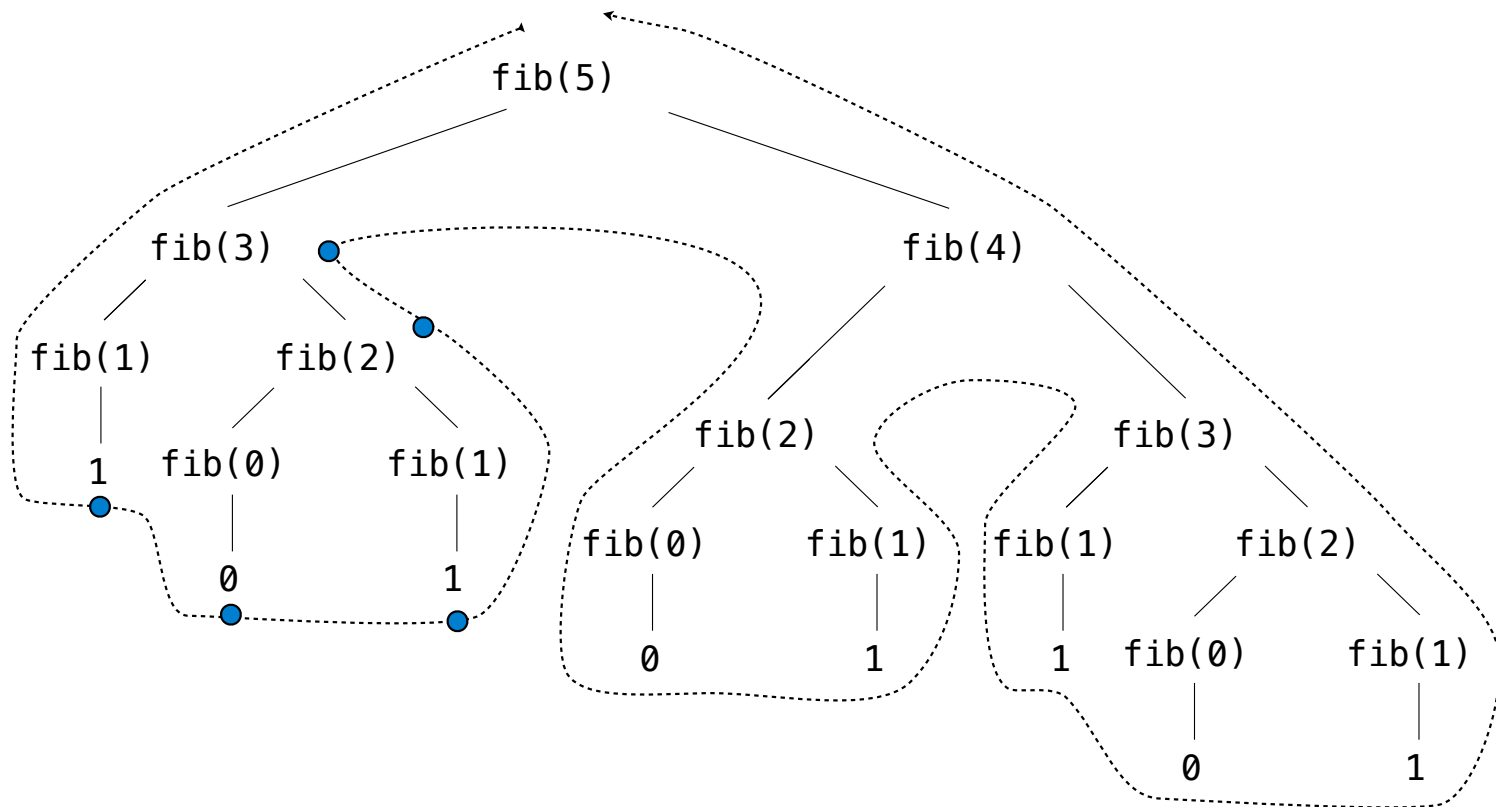 fib(5)
fib(3) fib(4)
fib(1) fib(2)
fib(2) fib(3)
1 fib(0) fib(1)
fib(0) fib(1) fib(1) fib(2)
0 1
0 1 1 fib(0) fib(1)
0 1